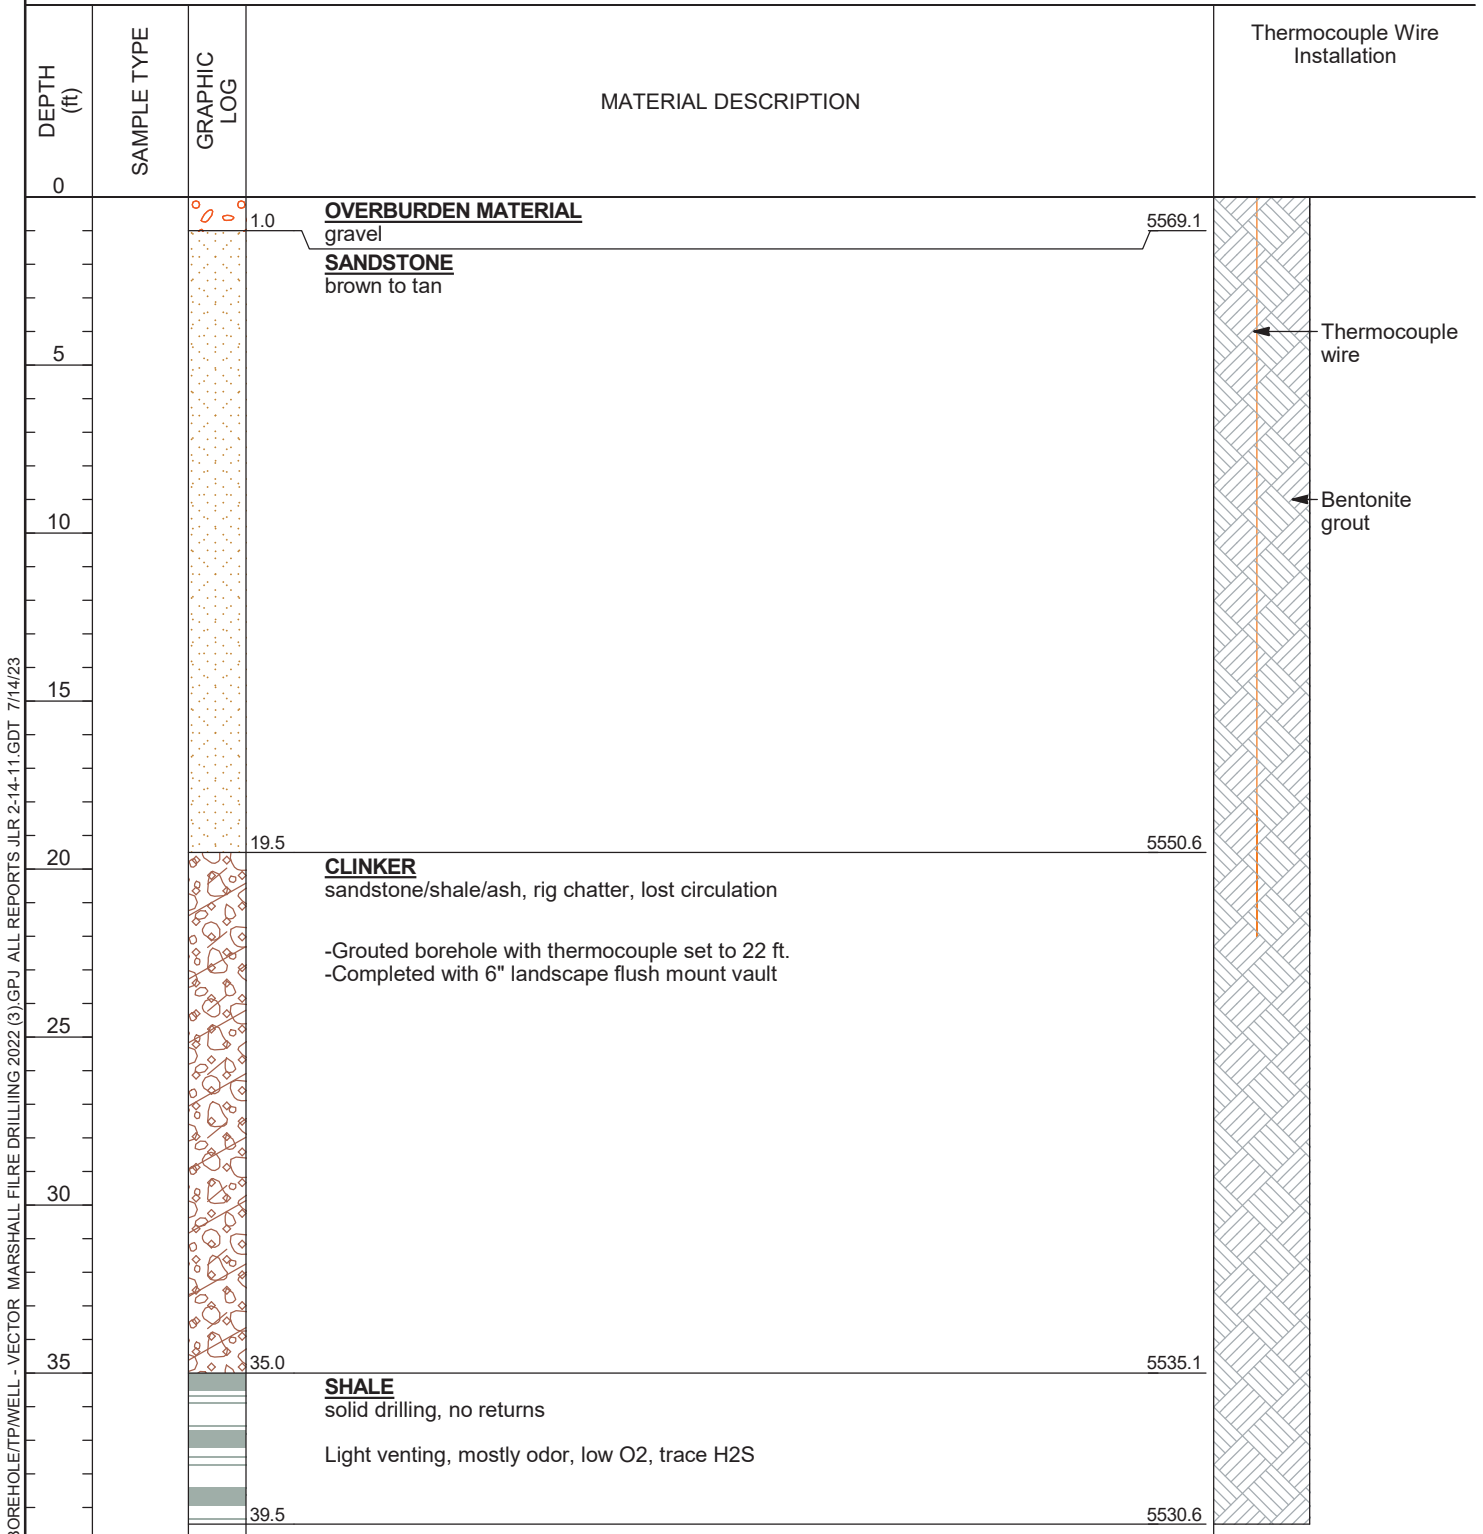 DEPTH
(ft)
SAMPLE TYPE
GRAPHIC
LOG
MATERIAL DESCRIPTION
Thermocouple Wire
Installation
0
OVERBURDEN MATERIAL
1.0
5569.1
gravel
SANDSTONE
brown to tan
Thermocouple
wire
5
Bentonite
grout
10
15
19.5
5550.6
20
CLINKER
sandstone/shale/ash, rig chatter, lost circulation
-Grouted borehole with thermocouple set to 22 ft.
-Completed with 6" landscape flush mount vault
25
30
35
35.0
5535.1
SHALE
solid drilling, no returns
Light venting, mostly odor, low O2, trace H2S
39.5
5530.6
BOREHOLE/TP/WELL - VECTOR MARSHALL FILRE DRILLIING 2022 (3).GPJ ALL REPORTS JLR 2-14-11.GDT 7/14/23